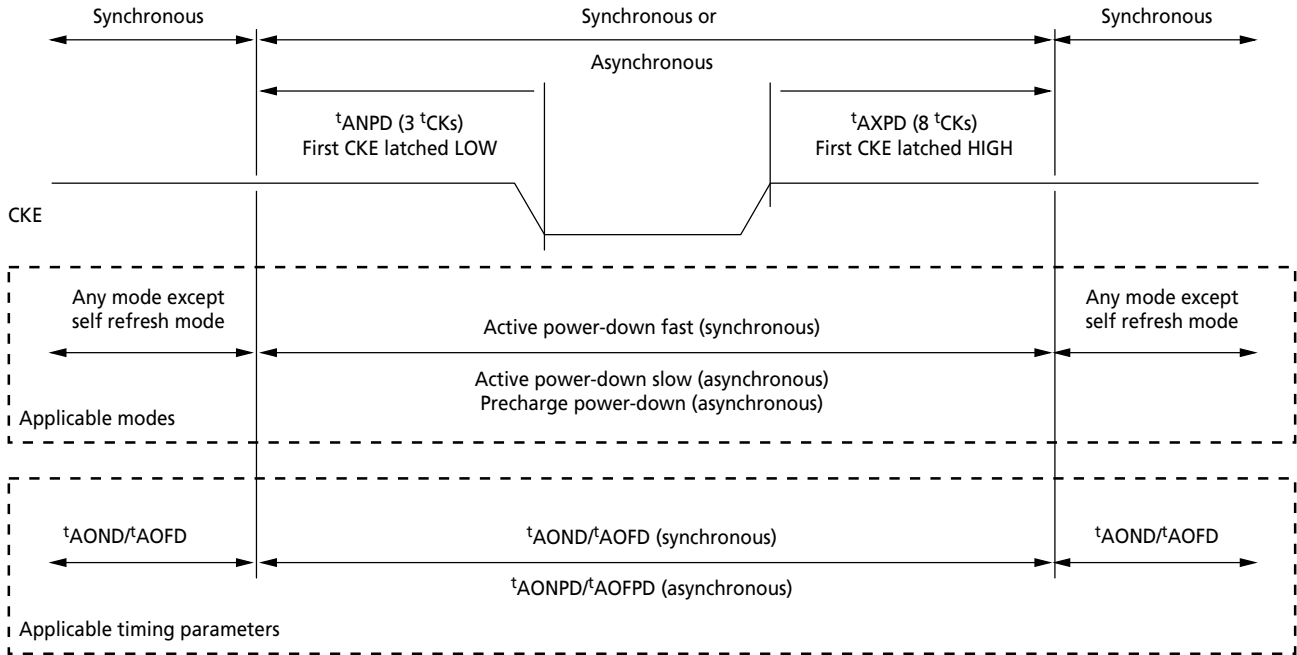 Synchronous
Synchronous or
Asynchronous
Synchronous
tANPD (3 tCKs)
First CKE latched LOW
tAXPD (8 tCKs)
First CKE latched HIGH
CKE
Any mode except
self refresh mode
Active power-down fast (synchronous)
Active power-down slow (asynchronous)
Precharge power-down (asynchronous)
Any mode except
self refresh mode
Applicable modes
tAOND/tAOFD
tAOND/tAOFD (synchronous)
tAONPD/tAOFPD (asynchronous)
tAOND/tAOFD
Applicable timing parameters